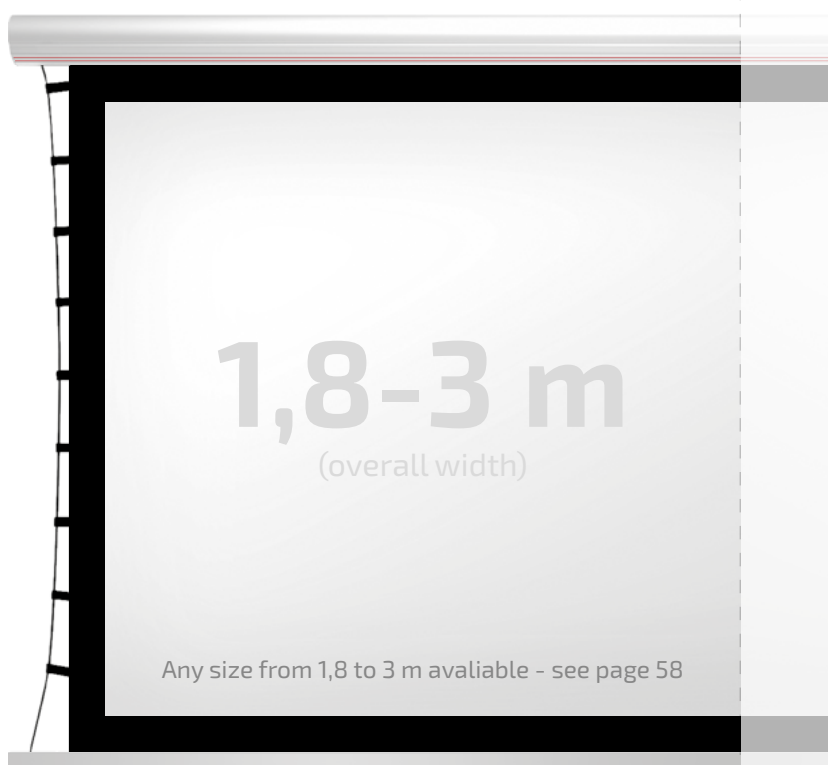 1,8-3 m
(overall width)
Any size from 1,8 to 3 m avaliable - see page 58